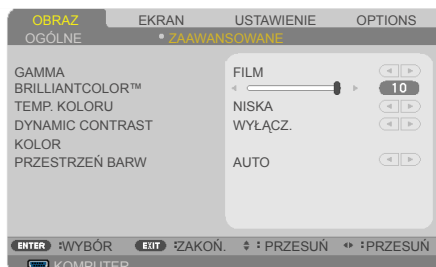 OBRAZ EKRAN USTAWIENIE OPTIONS
OGÓLNE • ZAAWANSOWANE
GAMMA FILM
BRILLIANTCOLOR™ 10
TEMP. KOLORU NISKA
DYNAMIC CONTRAST WYŁĄCZ.
KOLOR
PRZESTRZEŃ BARW AUTO
ENTER :WYBÓR EXIT :ZAKOŃ. :PRZESUŃ :PRZESUŃ
KOMPUTER